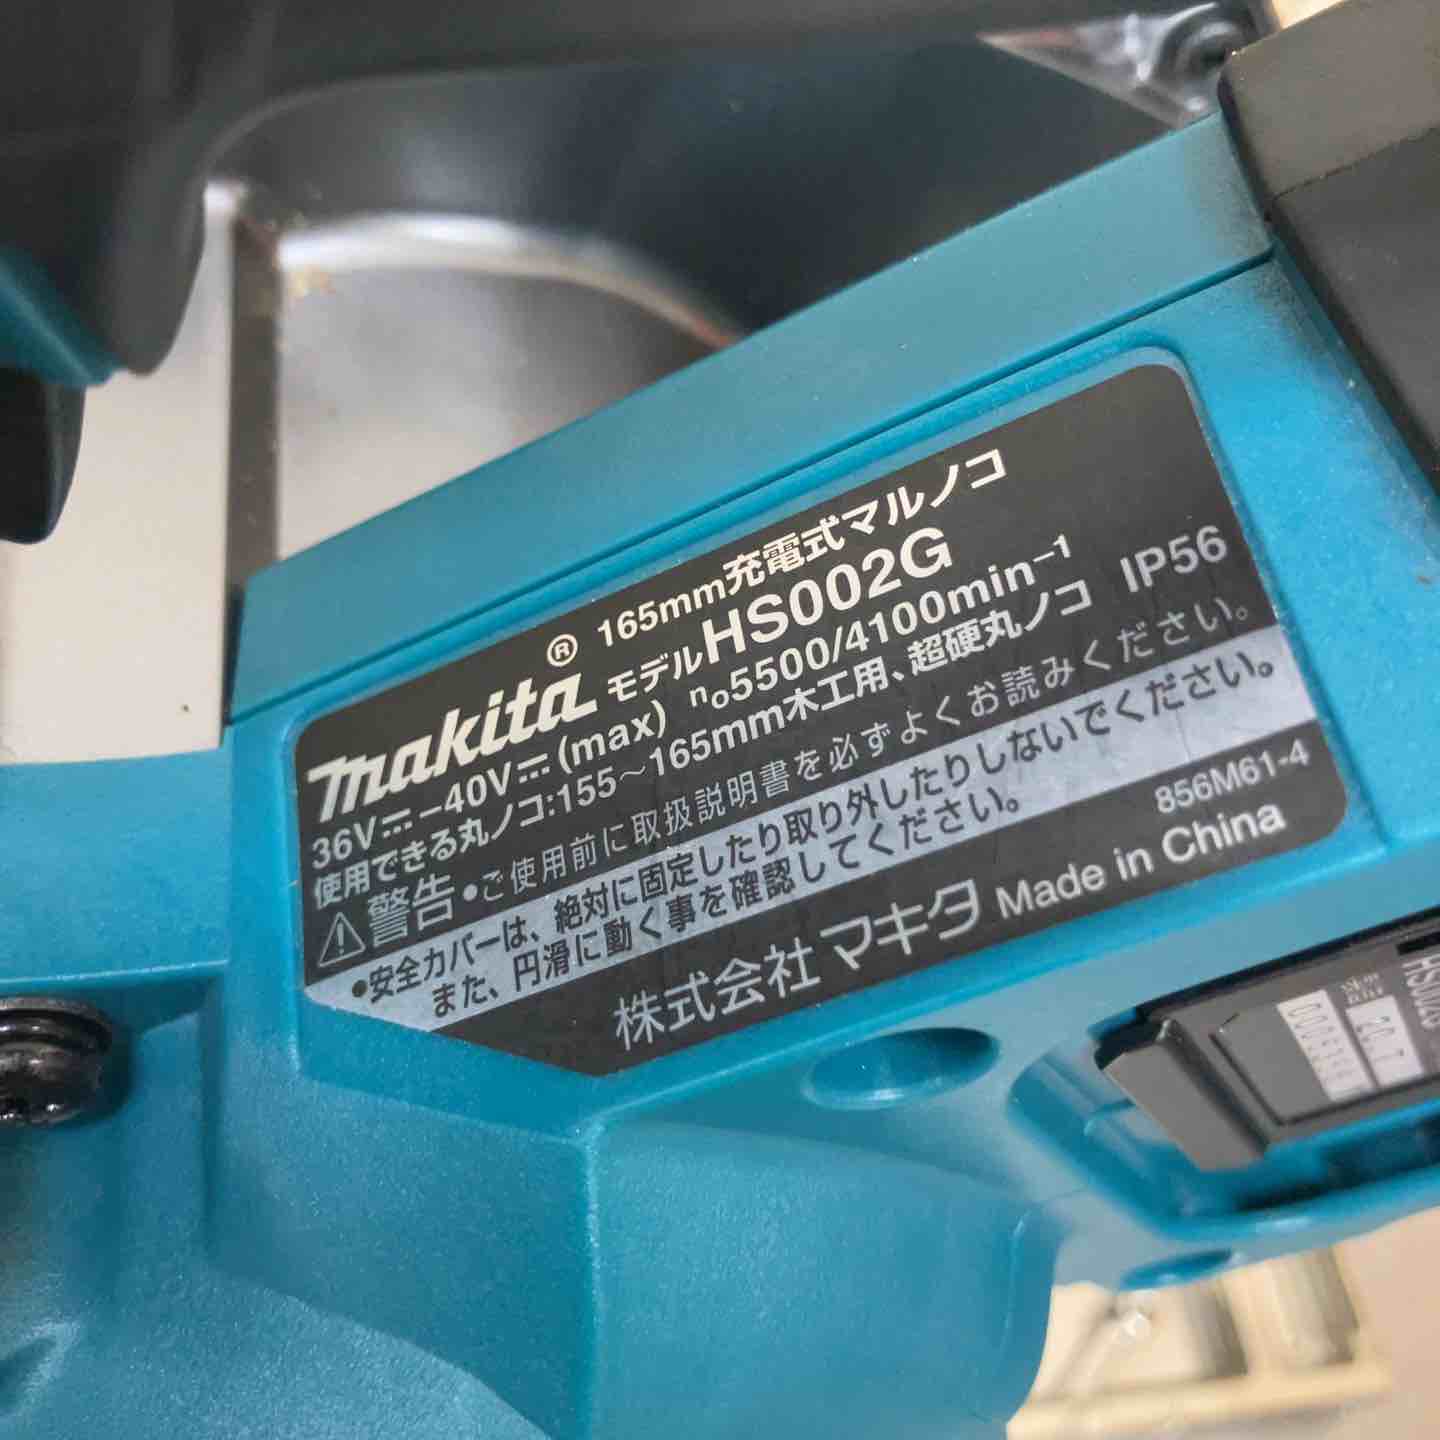 makita® 165mm充電式マルノコ
モデルHS002G
36V⎓−40V⎓(max) n₀5500/4100min⁻¹
使用できる丸ノコ:155〜165mm木工用、超硬丸ノコ IP56
⚠警告 •ご使用前に取扱説明書を必ずよくお読みください。
•安全カバーは、絶対に固定したり取り外したりしないでください。
また、円滑に動く事を確認してください。
856M61-4
株式会社 マキタ Made in China
20.7